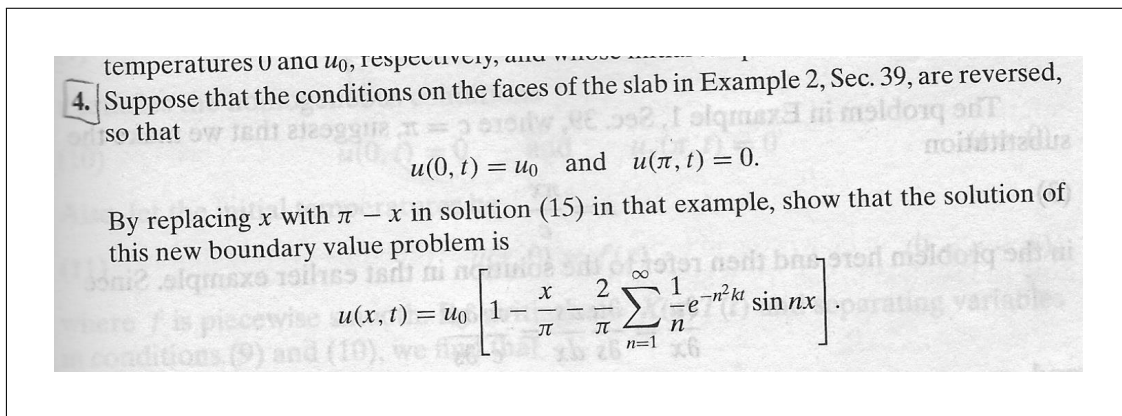 temperatures 0 and u₀, respectively, and
4. Suppose that the conditions on the faces of the slab in Example 2, Sec. 39, are reversed,
so that
u(0, t) = u₀ and u(π, t) = 0.
By replacing x with π − x in solution (15) in that example, show that the solution of
this new boundary value problem is
u(x, t) = u₀ [1 − x/π − 2/π ∑_{n=1}^{∞} 1/n e^{−n²kt} sin nx]